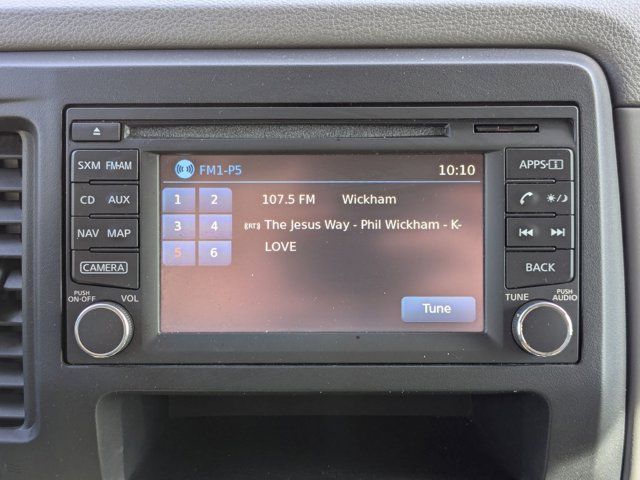 FM1-P5 10:10
SXM FM-AM
APPS-i
1 2
107.5 FM Wickham
CD AUX
3 4
The Jesus Way - Phil Wickham - K-
LOVE
NAV MAP
5 6
CAMERA
BACK
PUSH
ON-OFF VOL
Tune
TUNE PUSH
AUDIO